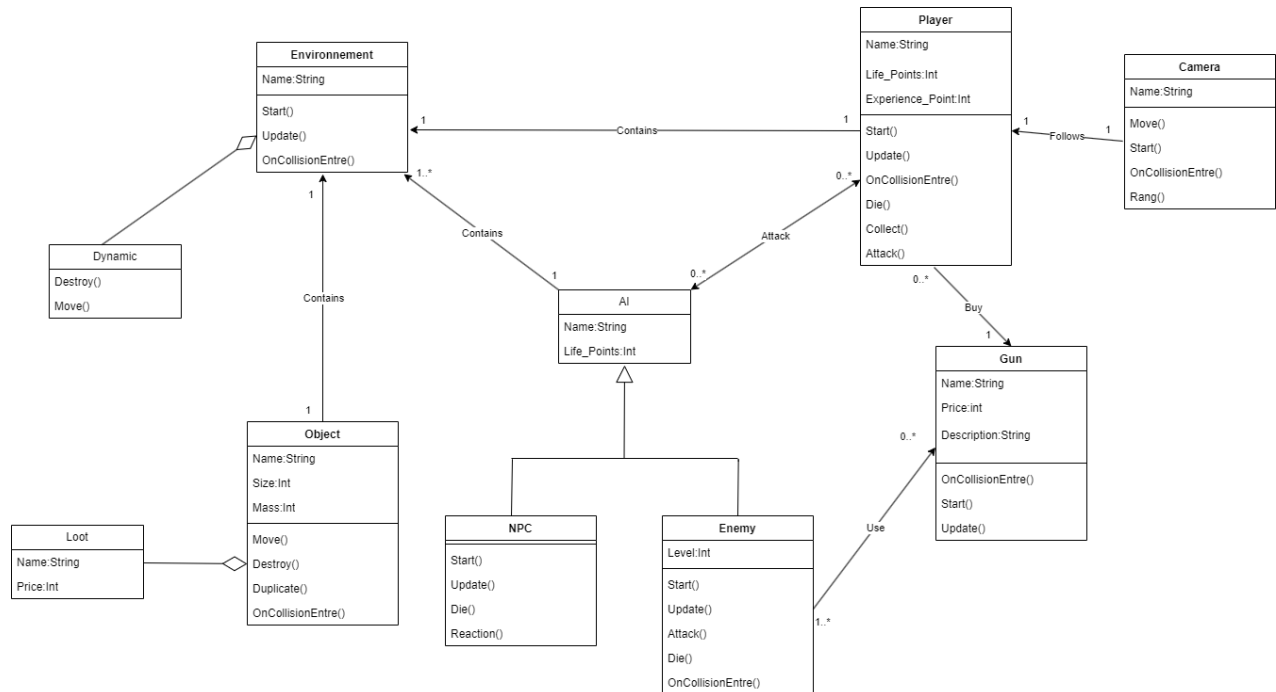 Player
Name:String
Life_Points:Int
Experience_Point:Int
Start()
Update()
OnCollisionEntre()
Die()
Collect()
Attack()
Environnement
Name:String
Start()
Update()
OnCollisionEntre()
Camera
Name:String
Move()
Start()
OnCollisionEntre()
Rang()
1
Contains
1
1
Follows
1
1
Contains
1
1..*
Contains
1
0..*
Attack
0..*
0..*
Buy
1
Dynamic
Destroy()
Move()
AI
Name:String
Life_Points:Int
Gun
Name:String
Price:int
Description:String
OnCollisionEntre()
Start()
Update()
0..*
Use
1..*
Object
Name:String
Size:Int
Mass:Int
Move()
Destroy()
Duplicate()
OnCollisionEntre()
Loot
Name:String
Price:Int
NPC
Start()
Update()
Die()
Reaction()
Enemy
Level:Int
Start()
Update()
Attack()
Die()
OnCollisionEntre()